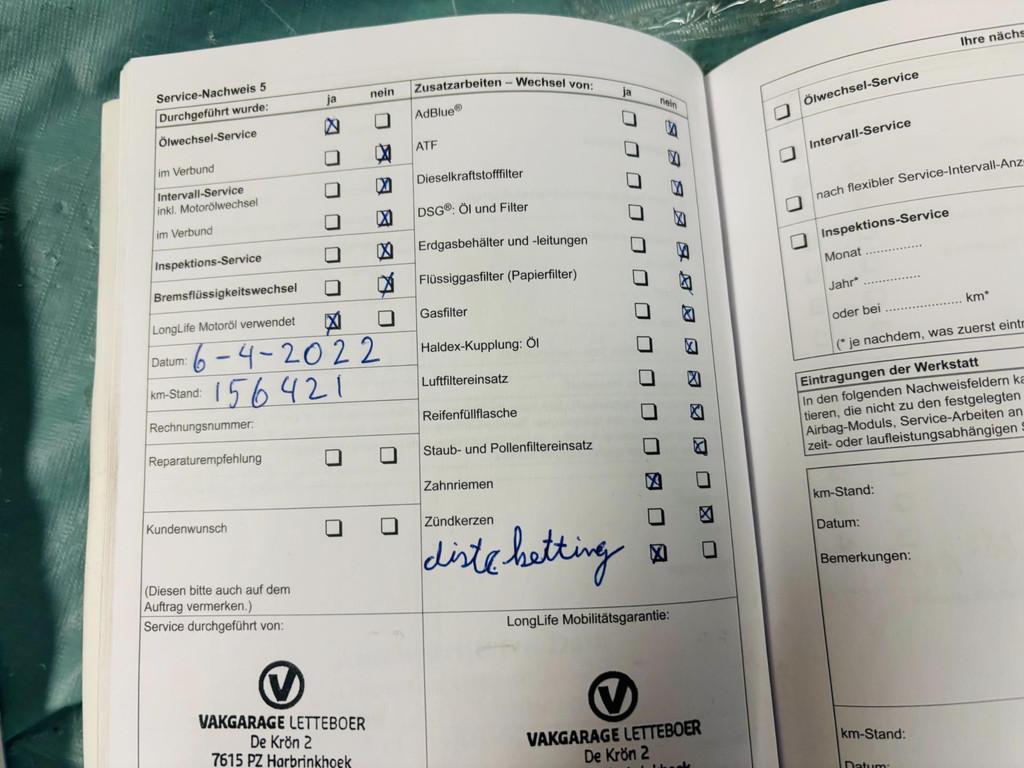 Service-Nachweis 5
Durchgeführt wurde: ja nein
Ölwechsel-Service
im Verbund
Intervall-Service
inkl. Motorölwechsel
im Verbund
Inspektions-Service
Bremsflüssigkeitswechsel
LongLife Motoröl verwendet
Datum: 6-4-2022
km-Stand: 156421
Rechnungsnummer:
Reparaturempfehlung
Kundenwunsch
(Diesen bitte auch auf dem
Auftrag vermerken.)
Service durchgeführt von:
VAKGARAGE LETTEBOER
De Krön 2
7615 PZ Harbrinkhoek
Zusatzarbeiten – Wechsel von: ja nein
AdBlue®
ATF
Dieselkraftstofffilter
DSG®: Öl und Filter
Erdgasbehälter und -leitungen
Flüssiggasfilter (Papierfilter)
Gasfilter
Haldex-Kupplung: Öl
Luftfiltereinsatz
Reifenfüllflasche
Staub- und Pollenfiltereinsatz
Zahnriemen
Zündkerzen
ketting
LongLife Mobilitätsgarantie:
VAKGARAGE LETTEBOER
De Krön 2
Ihre nächs
Ölwechsel-Service
Intervall-Service
nach flexibler Service-Intervall-Anz
Inspektions-Service
Monat ..............
Jahr* ..............
oder bei .................. km*
(* je nachdem, was zuerst eintr
Eintragungen der Werkstatt
In den folgenden Nachweisfeldern ka
tieren, die nicht zu den festgelegten
Airbag-Moduls, Service-Arbeiten an
zeit- oder laufleistungsabhängigen S
km-Stand:
Datum:
Bemerkungen:
km-Stand:
Datum: